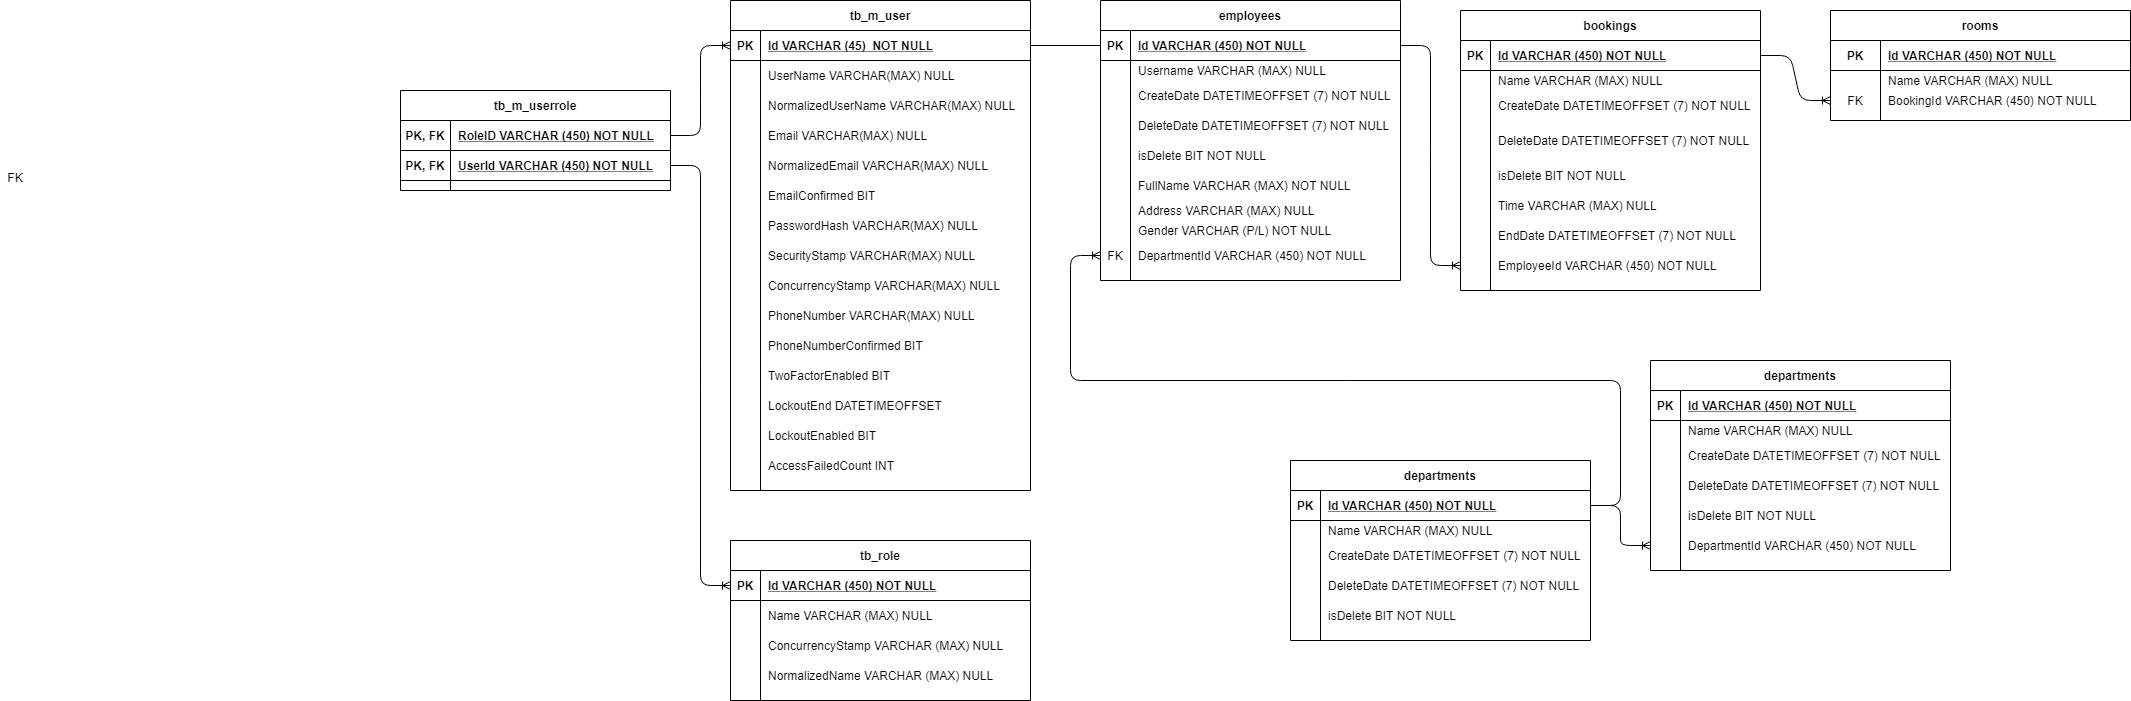 FK
tb_m_userrole
PK, FK RoleID VARCHAR (450) NOT NULL
PK, FK UserId VARCHAR (450) NOT NULL
tb_m_user
PK Id VARCHAR (45)  NOT NULL
UserName VARCHAR(MAX) NULL
NormalizedUserName VARCHAR(MAX) NULL
Email VARCHAR(MAX) NULL
NormalizedEmail VARCHAR(MAX) NULL
EmailConfirmed BIT
PasswordHash VARCHAR(MAX) NULL
SecurityStamp VARCHAR(MAX) NULL
ConcurrencyStamp VARCHAR(MAX) NULL
PhoneNumber VARCHAR(MAX) NULL
PhoneNumberConfirmed BIT
TwoFactorEnabled BIT
LockoutEnd DATETIMEOFFSET
LockoutEnabled BIT
AccessFailedCount INT
tb_role
PK Id VARCHAR (450) NOT NULL
Name VARCHAR (MAX) NULL
ConcurrencyStamp VARCHAR (MAX) NULL
NormalizedName VARCHAR (MAX) NULL
employees
PK Id VARCHAR (450) NOT NULL
Username VARCHAR (MAX) NULL
CreateDate DATETIMEOFFSET (7) NOT NULL
DeleteDate DATETIMEOFFSET (7) NOT NULL
isDelete BIT NOT NULL
FullName VARCHAR (MAX) NOT NULL
Address VARCHAR (MAX) NULL
Gender VARCHAR (P/L) NOT NULL
FK DepartmentId VARCHAR (450) NOT NULL
bookings
PK Id VARCHAR (450) NOT NULL
Name VARCHAR (MAX) NULL
CreateDate DATETIMEOFFSET (7) NOT NULL
DeleteDate DATETIMEOFFSET (7) NOT NULL
isDelete BIT NOT NULL
Time VARCHAR (MAX) NULL
EndDate DATETIMEOFFSET (7) NOT NULL
EmployeeId VARCHAR (450) NOT NULL
rooms
PK Id VARCHAR (450) NOT NULL
Name VARCHAR (MAX) NULL
FK BookingId VARCHAR (450) NOT NULL
departments
PK Id VARCHAR (450) NOT NULL
Name VARCHAR (MAX) NULL
CreateDate DATETIMEOFFSET (7) NOT NULL
DeleteDate DATETIMEOFFSET (7) NOT NULL
isDelete BIT NOT NULL
departments
PK Id VARCHAR (450) NOT NULL
Name VARCHAR (MAX) NULL
CreateDate DATETIMEOFFSET (7) NOT NULL
DeleteDate DATETIMEOFFSET (7) NOT NULL
isDelete BIT NOT NULL
DepartmentId VARCHAR (450) NOT NULL